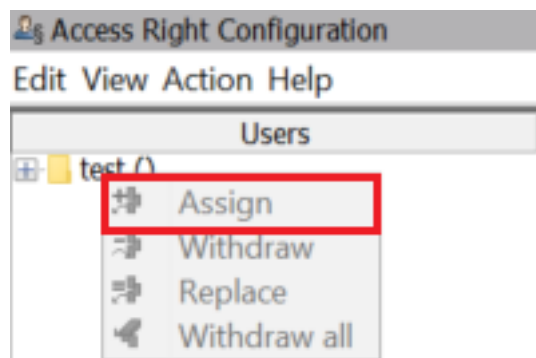 Access Right Configuration
Edit View Action Help
Users
test ()
Assign
Withdraw
Replace
Withdraw all